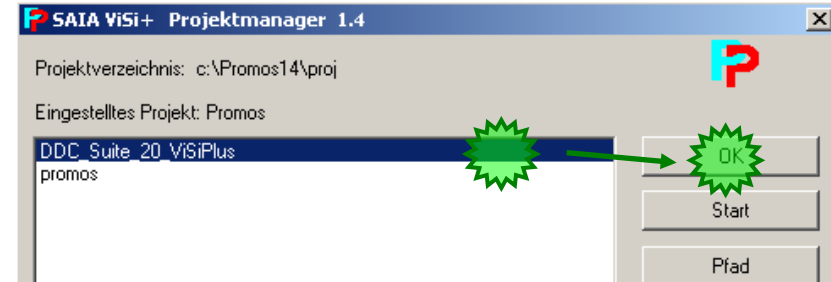 SAIA ViSi+ Projektmanager 1.4
Projektverzeichnis: c:\Promos14\proj
Eingestelltes Projekt: Promos
DDC_Suite_20_ViSiPlus
promos
OK
Start
Pfad